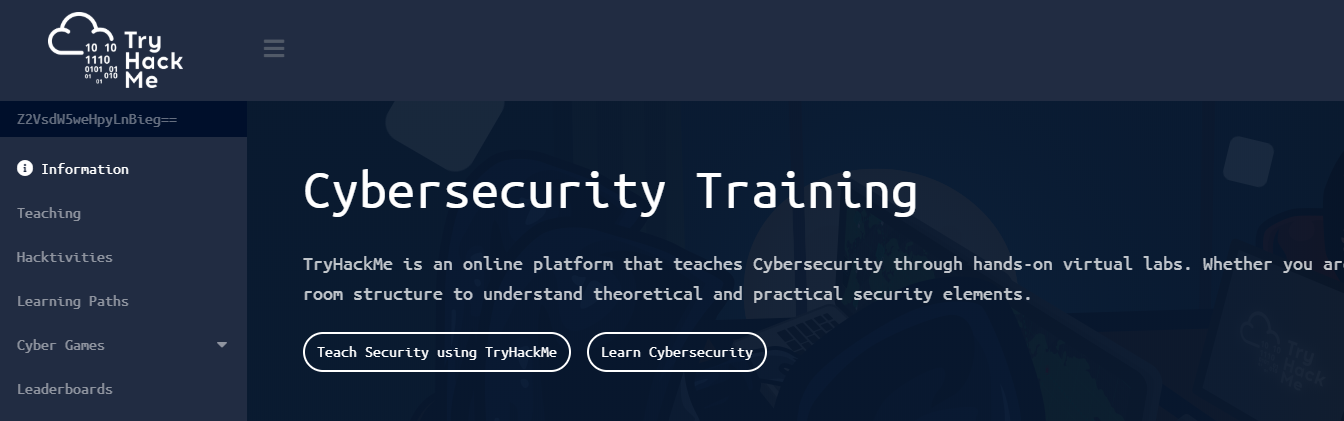 10 10
1110
0101 01
01 010
01
Try
Hack
Me
Z2VsdW5weHpyLnBieg==
Information
Teaching
Hacktivities
Learning Paths
Cyber Games
Leaderboards
Cybersecurity Training
TryHackMe is an online platform that teaches Cybersecurity through hands-on virtual labs. Whether you are
room structure to understand theoretical and practical security elements.
Teach Security using TryHackMe
Learn Cybersecurity
Try
Hack
Me